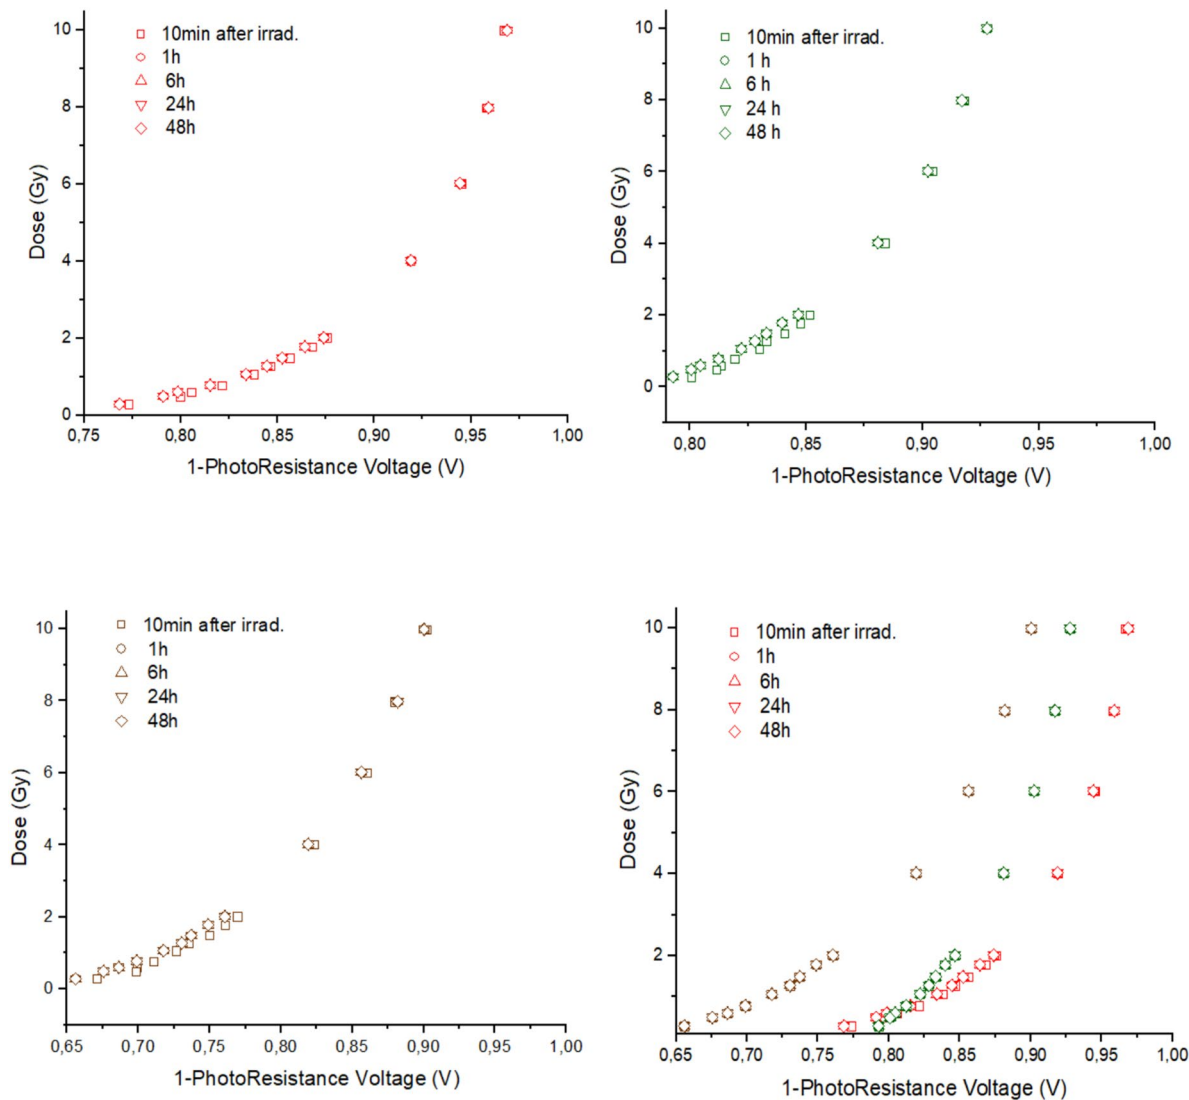 10
8
6
4
2
0
Dose (Gy)
10min after irrad.
1h
6h
24h
48h
0,75 0,80 0,85 0,90 0,95 1,00
1-PhotoResistance Voltage (V)
10
8
6
4
2
0
Dose (Gy)
10min after irrad.
1 h
6 h
24 h
48 h
0,80 0,85 0,90 0,95 1,00
1-PhotoResistance Voltage (V)
10
8
6
4
2
0
Dose (Gy)
10min after irrad.
1h
6h
24h
48h
0,65 0,70 0,75 0,80 0,85 0,90 0,95 1,00
1-PhotoResistance Voltage (V)
10
8
6
4
2
Dose (Gy)
10min after irrad.
1h
6h
24h
48h
0,65 0,70 0,75 0,80 0,85 0,90 0,95 1,00
1-PhotoResistance Voltage (V)